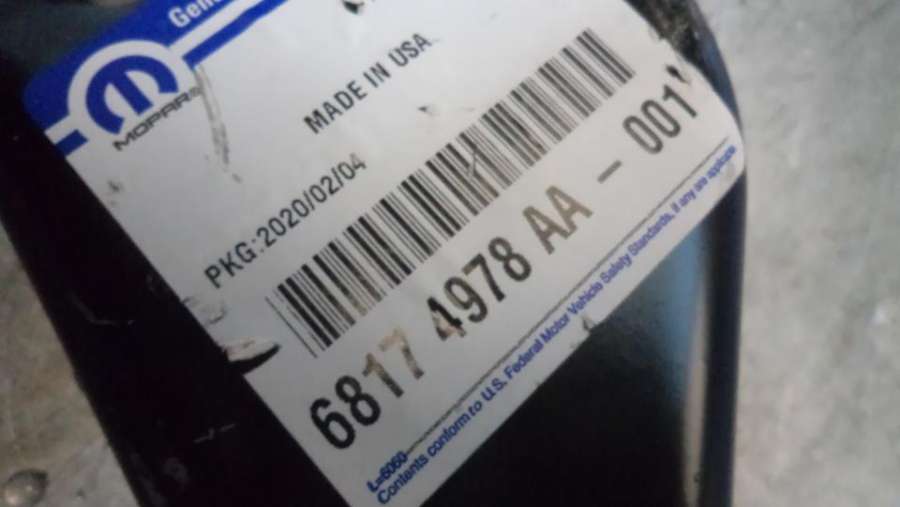 Genu
MOPAR
MADE IN USA
PKG:2020/02/04
6817 4978 AA - 001
L=6060
Contents conform to U.S. Federal Motor Vehicle Safety Standards, if any are applicable